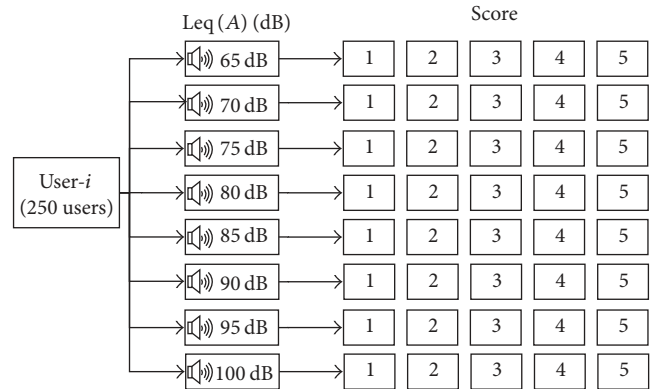 Leq (A) (dB) Score
65 dB 1 2 3 4 5
70 dB 1 2 3 4 5
75 dB 1 2 3 4 5
80 dB 1 2 3 4 5
85 dB 1 2 3 4 5
90 dB 1 2 3 4 5
95 dB 1 2 3 4 5
100 dB 1 2 3 4 5
User-i
(250 users)